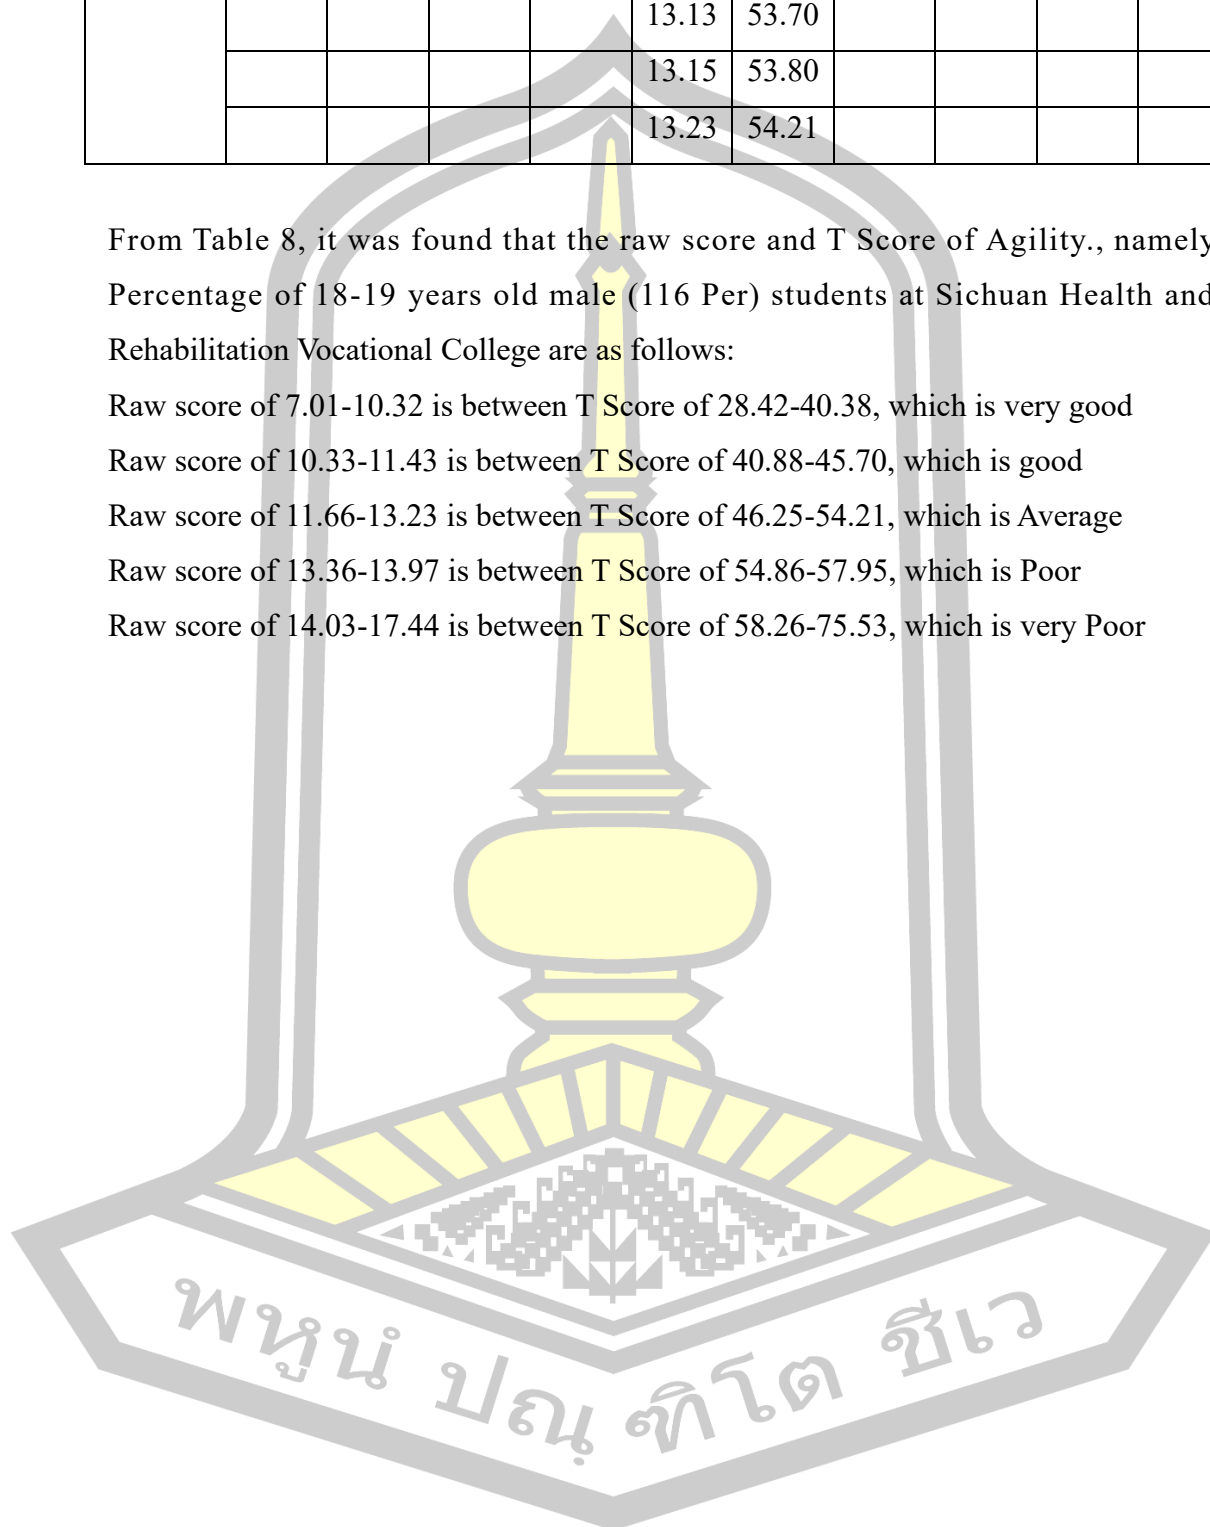 13.13 53.70
13.15 53.80
13.23 54.21
From Table 8, it was found that the raw score and T Score of Agility., namely
Percentage of 18-19 years old male (116 Per) students at Sichuan Health and
Rehabilitation Vocational College are as follows:
Raw score of 7.01-10.32 is between T Score of 28.42-40.38, which is very good
Raw score of 10.33-11.43 is between T Score of 40.88-45.70, which is good
Raw score of 11.66-13.23 is between T Score of 46.25-54.21, which is Average
Raw score of 13.36-13.97 is between T Score of 54.86-57.95, which is Poor
Raw score of 14.03-17.44 is between T Score of 58.26-75.53, which is very Poor
พหูนํ ปณฺฑิโต ชีเว